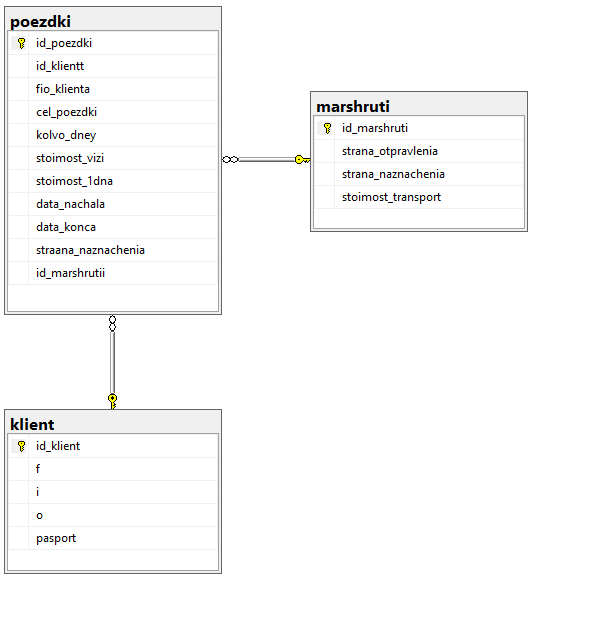 poezdki
id_poezdki
id_klientt
fio_klienta
cel_poezdki
kolvo_dney
stoimost_vizi
stoimost_1dna
data_nachala
data_konca
straana_naznachenia
id_marshrutii
marshruti
id_marshruti
strana_otpravlenia
strana_naznachenia
stoimost_transport
klient
id_klient
f
i
o
pasport